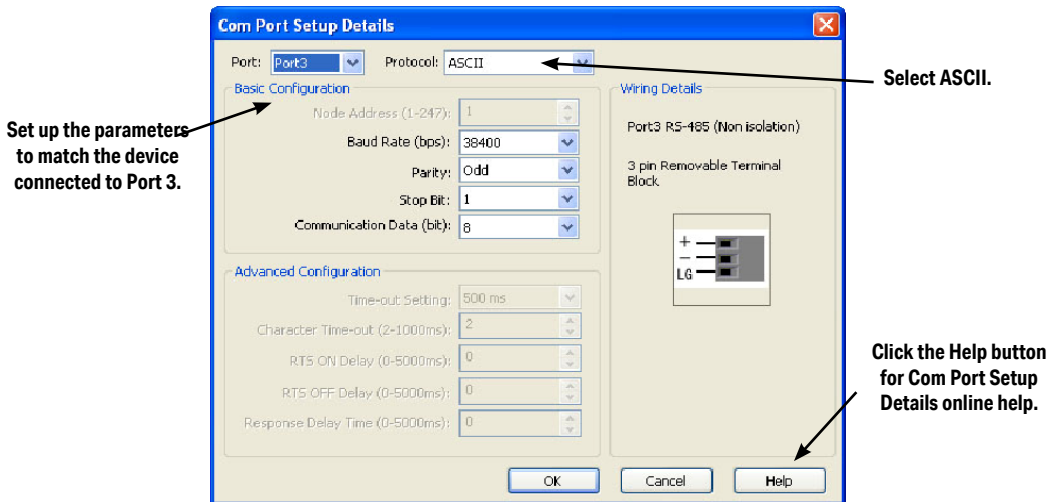 Com Port Setup Details
Port: Port3 Protocol: ASCII
Select ASCII.
Basic Configuration
Node Address (1-247): 1
Baud Rate (bps): 38400
Parity: Odd
Stop Bit: 1
Communication Data (bit): 8
Set up the parameters
to match the device
connected to Port 3.
Wiring Details
Port3 RS-485 (Non isolation)
3 pin Removable Terminal
Block
+
−
LG
Advanced Configuration
Time-out Setting: 500 ms
Character Time-out (2-1000ms): 2
RTS ON Delay (0-5000ms): 0
RTS OFF Delay (0-5000ms): 0
Response Delay Time (0-5000ms): 0
Click the Help button
for Com Port Setup
Details online help.
OK Cancel Help